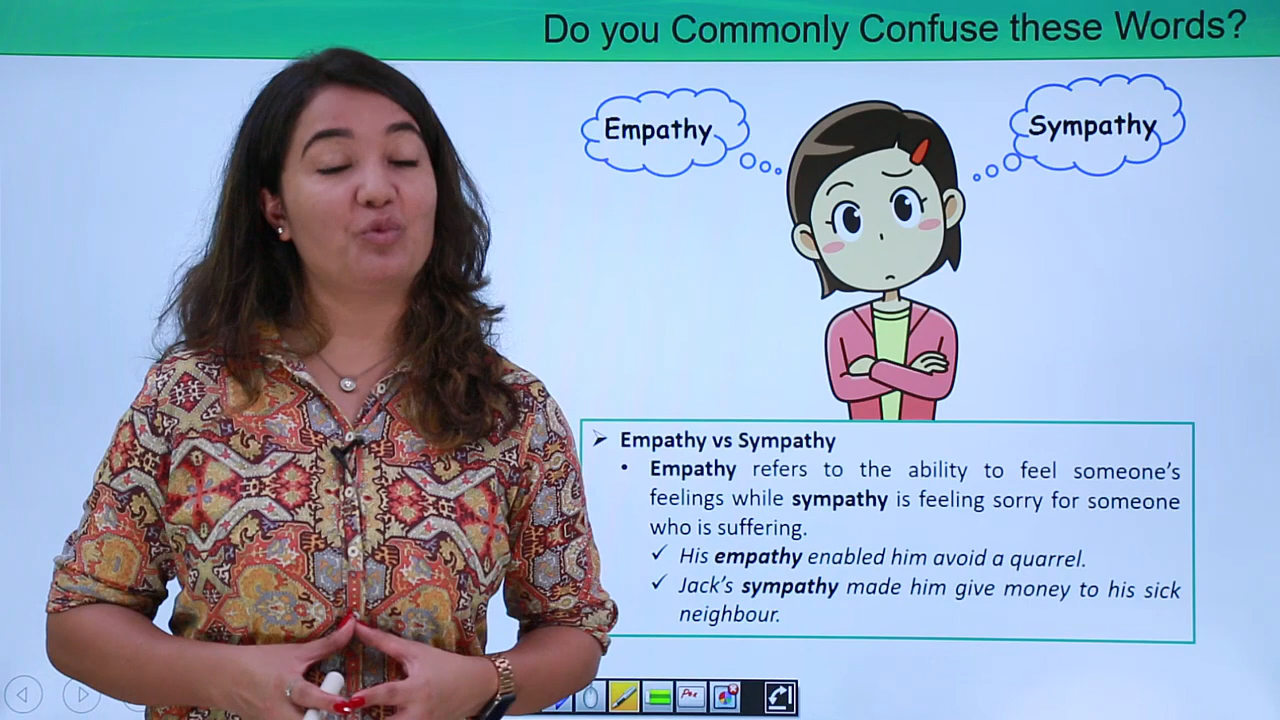 Do you Commonly Confuse these Words?
Empathy
Sympathy
Empathy vs Sympathy
Empathy refers to the ability to feel someone's
feelings while sympathy is feeling sorry for someone
who is suffering.
His empathy enabled him avoid a quarrel.
Jack's sympathy made him give money to his sick
neighbour.
Pen